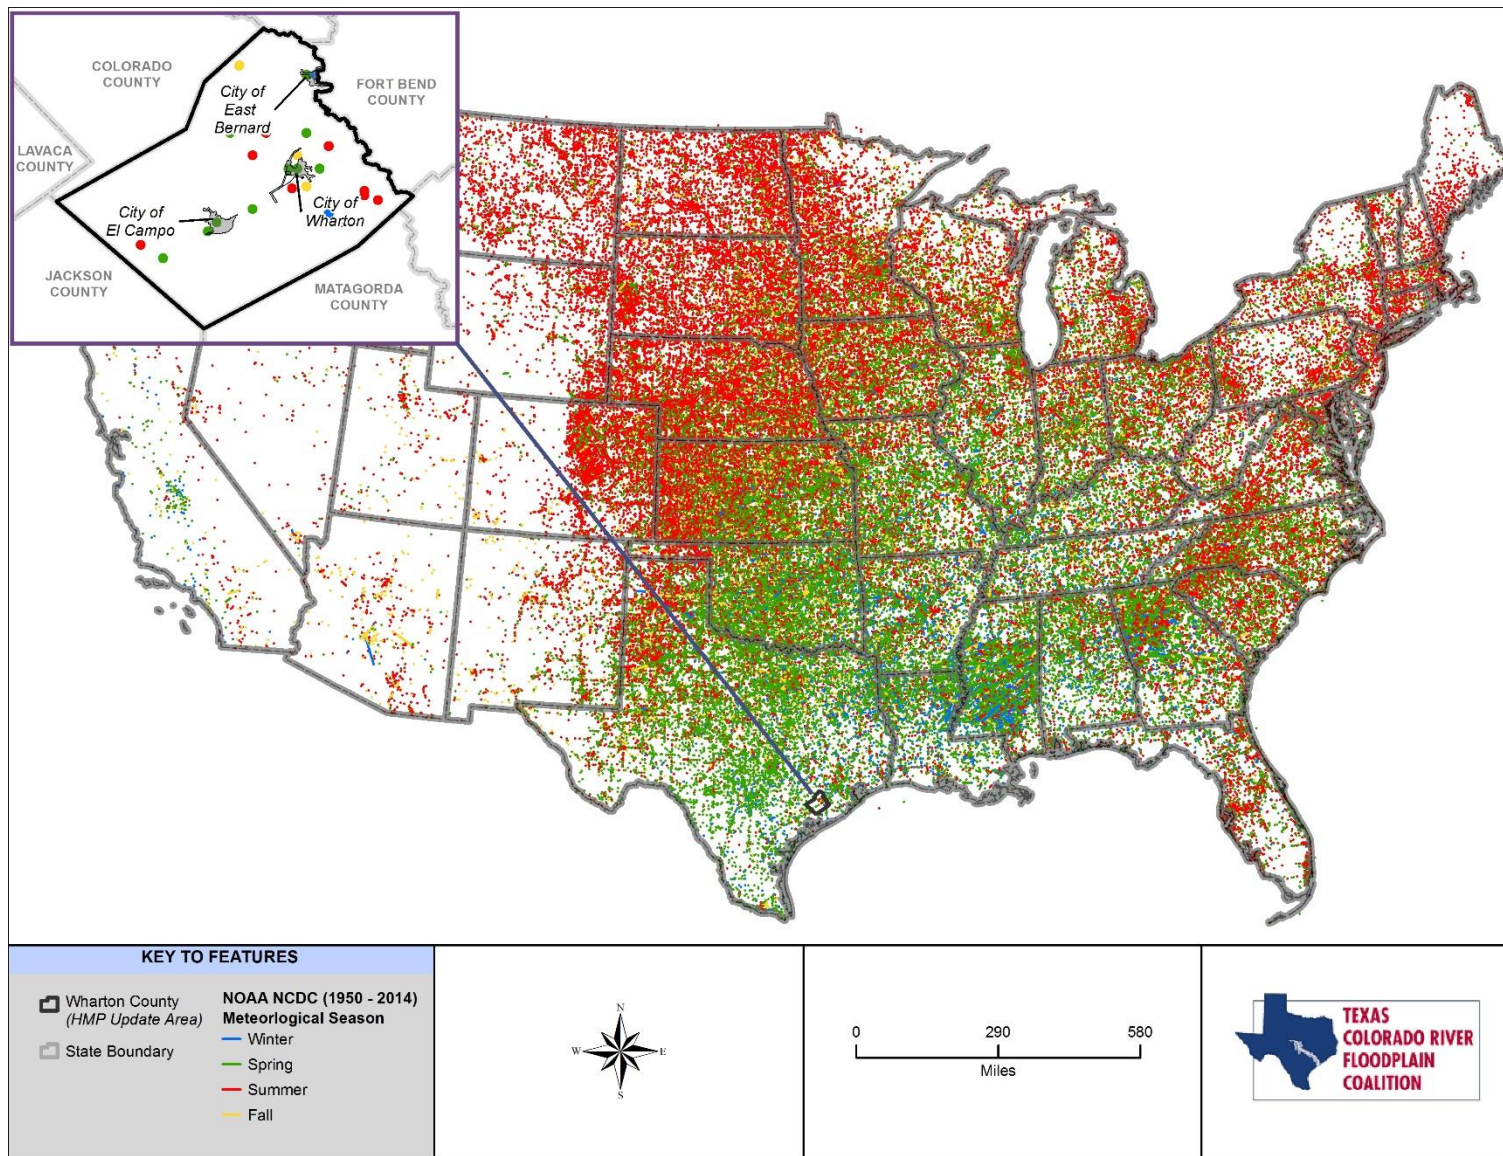 COLORADO
COUNTY
FORT BEND
COUNTY
City of
East
Bernard
LAVACA
COUNTY
City of
El Campo
City of
Wharton
JACKSON
COUNTY
MATAGORDA
COUNTY
KEY TO FEATURES
Wharton County
(HMP Update Area)
State Boundary
NOAA NCDC (1950 - 2014)
Meteorlogical Season
Winter
Spring
Summer
Fall
N
W
E
S
0 290 580
Miles
TEXAS
COLORADO RIVER
FLOODPLAIN
COALITION